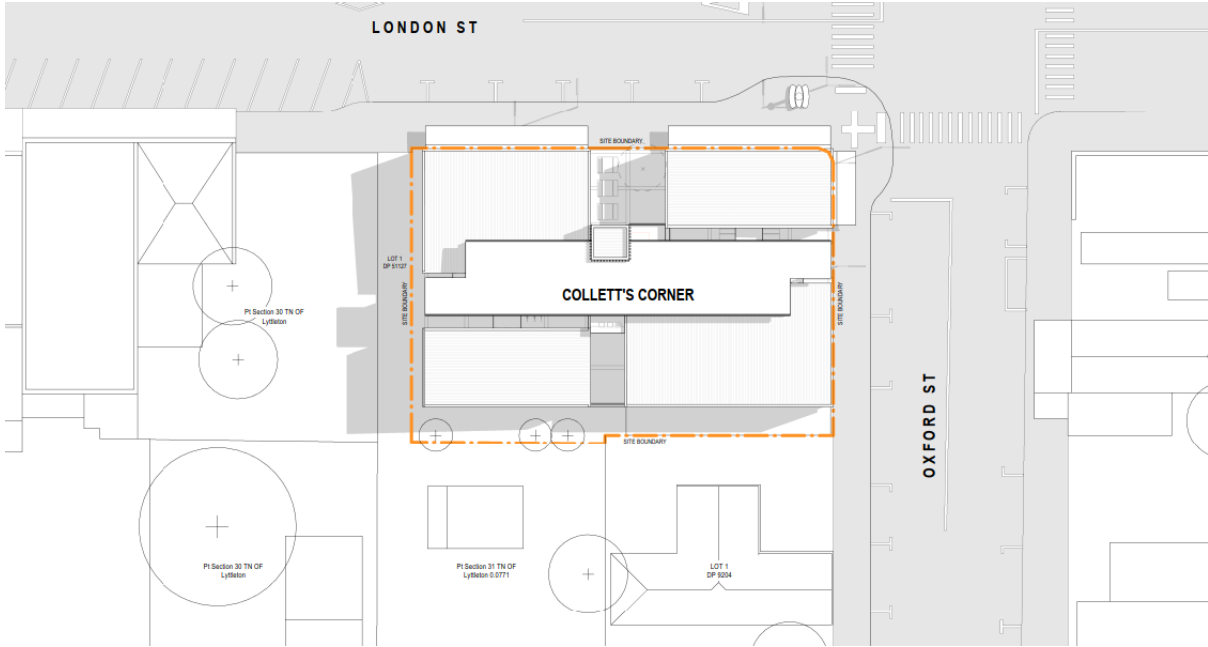 LONDON ST
SITE BOUNDARY
LOT 1
DP 51127
SITE BOUNDARY
COLLETT'S CORNER
SITE BOUNDARY
Pt Section 30 TN OF
Lyttleton
OXFORD ST
SITE BOUNDARY
Pt Section 30 TN OF
Lyttleton
Pt Section 31 TN OF
Lyttleton 0.0771
LOT 1
DP 9204